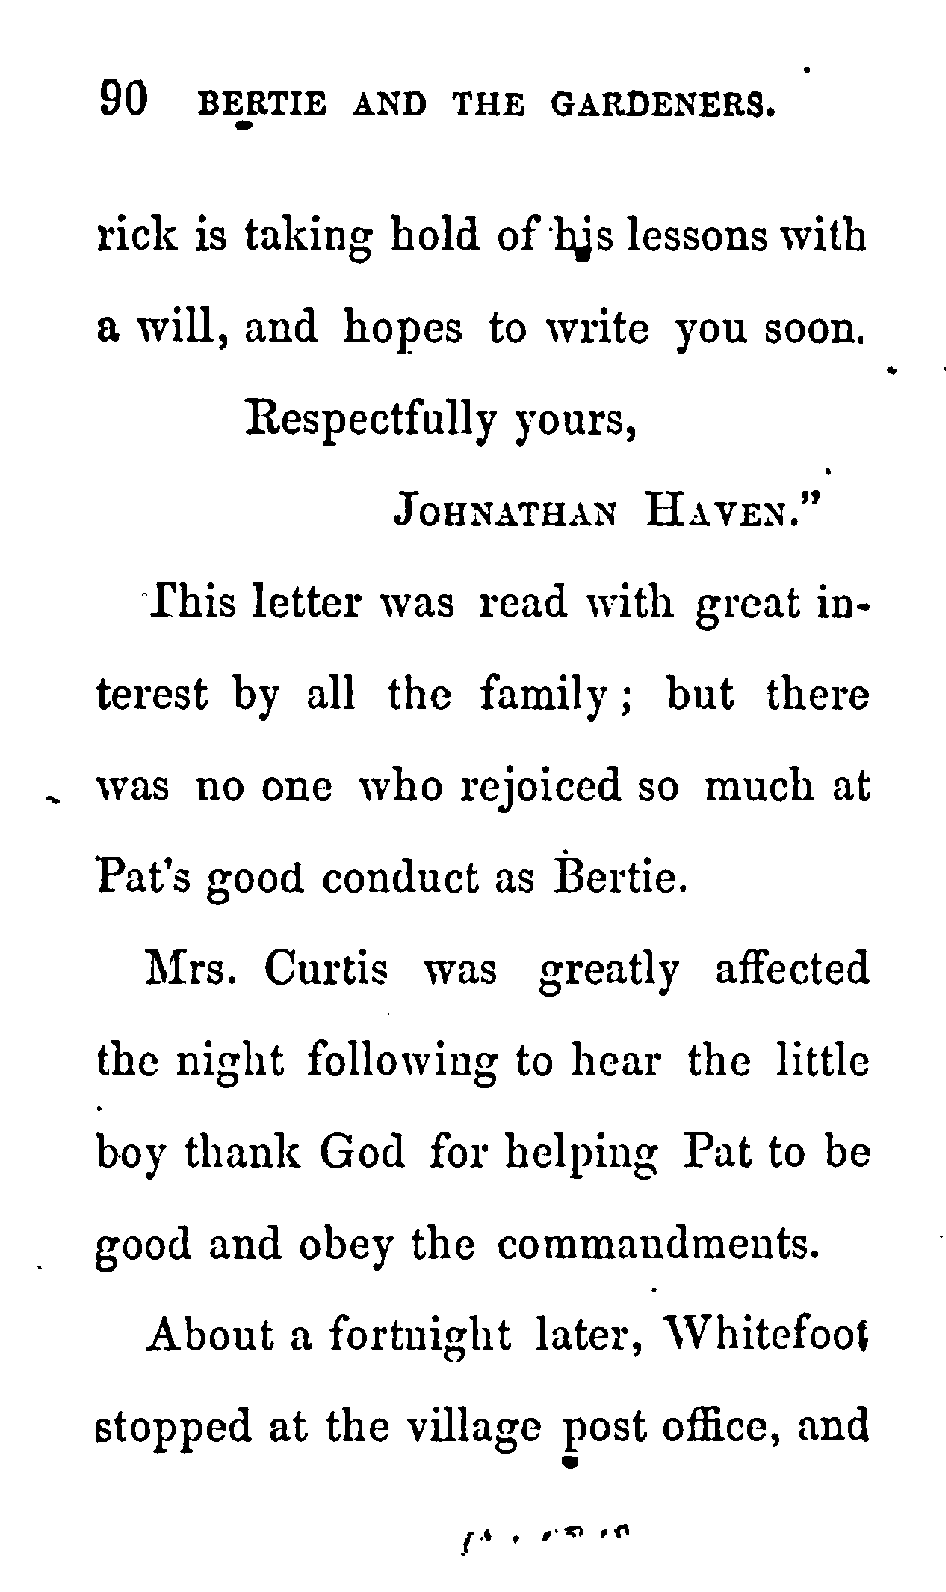 90 BERTIE AND THE GARDENERS.
rick is taking hold of his lessons with
a will, and hopes to write you soon.
Respectfully yours,
JOHNATHAN HAVEN."
This letter was read with great in-
terest by all the family; but there
was no one who rejoiced so much at
Pat's good conduct as Bertie.
Mrs. Curtis was greatly affected
the night following to hear the little
boy thank God for helping Pat to be
good and obey the commandments.
About a fortnight later, Whitefoot
stopped at the village post office, and